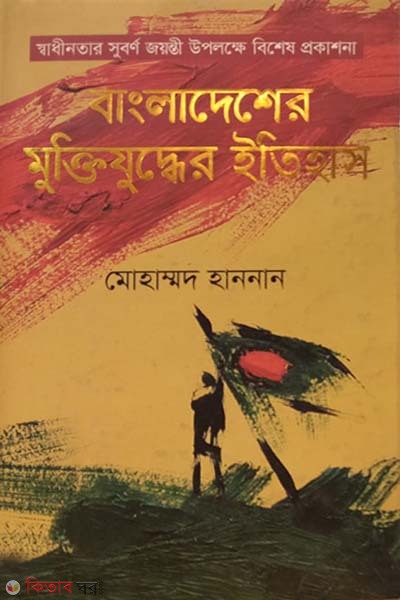 স্বাধীনতার সুবর্ণ জয়ন্তী উপলক্ষে বিশেষ প্রকাশনা
বাংলাদেশের
মুক্তিযুদ্ধের ইতিহাস
মোহাম্মদ হাননান
কিতাব ঘর